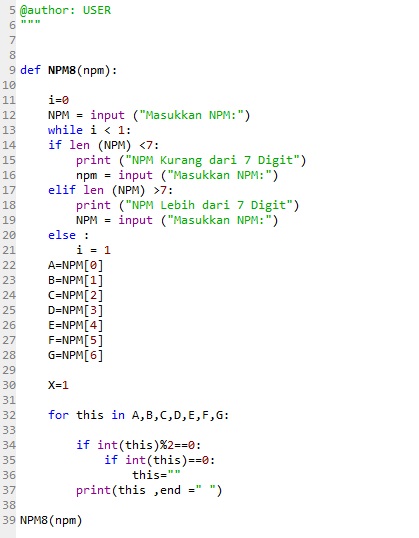 5 @author: USER
6 """
7
8
9 def NPM8(npm):
10
11     i=0
12     NPM = input ("Masukkan NPM:")
13     while i < 1:
14     if len (NPM) <7:
15         print ("NPM Kurang dari 7 Digit")
16         npm = input ("Masukkan NPM:")
17     elif len (NPM) >7:
18         print ("NPM Lebih dari 7 Digit")
19         NPM = input ("Masukkan NPM:")
20     else :
21         i = 1
22     A=NPM[0]
23     B=NPM[1]
24     C=NPM[2]
25     D=NPM[3]
26     E=NPM[4]
27     F=NPM[5]
28     G=NPM[6]
29
30     X=1
31
32     for this in A,B,C,D,E,F,G:
33
34         if int(this)%2==0:
35             if int(this)==0:
36                 this=""
37         print(this ,end =" ")
38
39 NPM8(npm)